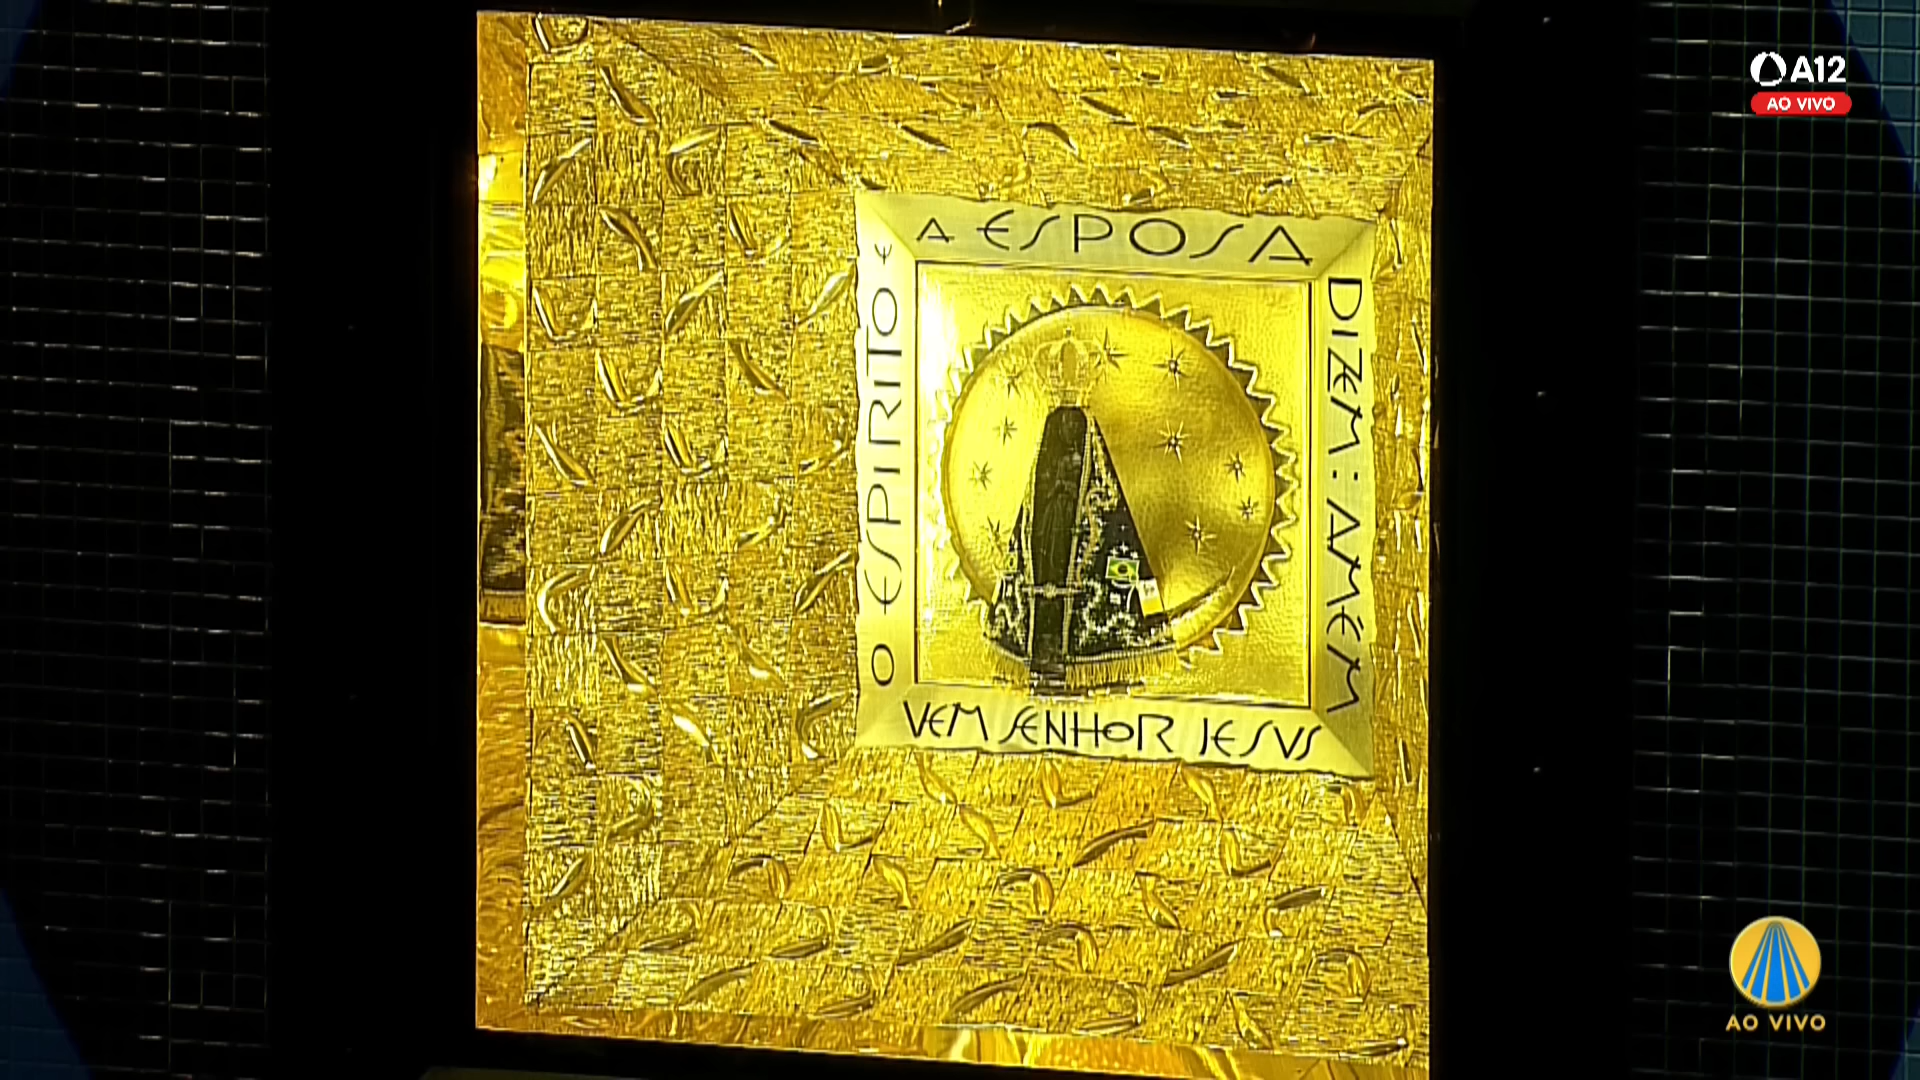 A12
AO VIVO
O ESPIRITO E
A ESPOSA
DIZEM: AMÉM
VEM SENHOR JESUS
AO VIVO